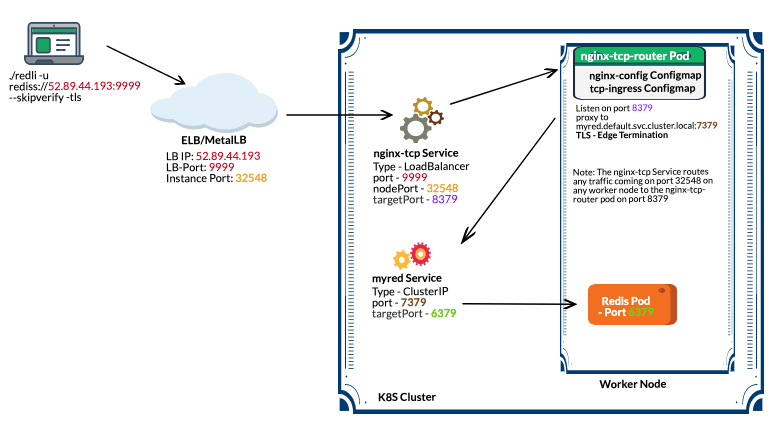 ./redli -u
rediss://52.89.44.193:9999
--skipverify -tls
ELB/MetalLB
LB IP: 52.89.44.193
LB-Port: 9999
Instance Port: 32548
nginx-tcp Service
Type - LoadBalancer
port - 9999
nodePort - 32548
targetPort - 8379
myred Service
Type - ClusterIP
port - 7379
targetPort - 6379
nginx-tcp-router Pod
nginx-config Configmap
tcp-ingress Configmap
Listen on port 8379
proxy to
myred.default.svc.cluster.local:7379
TLS - Edge Termination
Note: The nginx-tcp Service routes
any traffic coming on port 32548 on
any worker node to the nginx-tcp-
router pod on port 8379
Redis Pod
- Port 6379
Worker Node
K8S Cluster